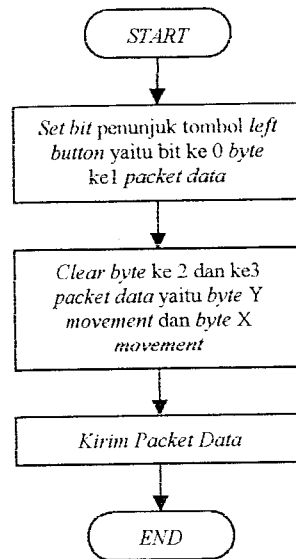 START
Set bit penunjuk tombol left
button yaitu bit ke 0 byte
ke1 packet data
Clear byte ke 2 dan ke3
packet data yaitu byte Y
movement dan byte X
movement
Kirim Packet Data
END